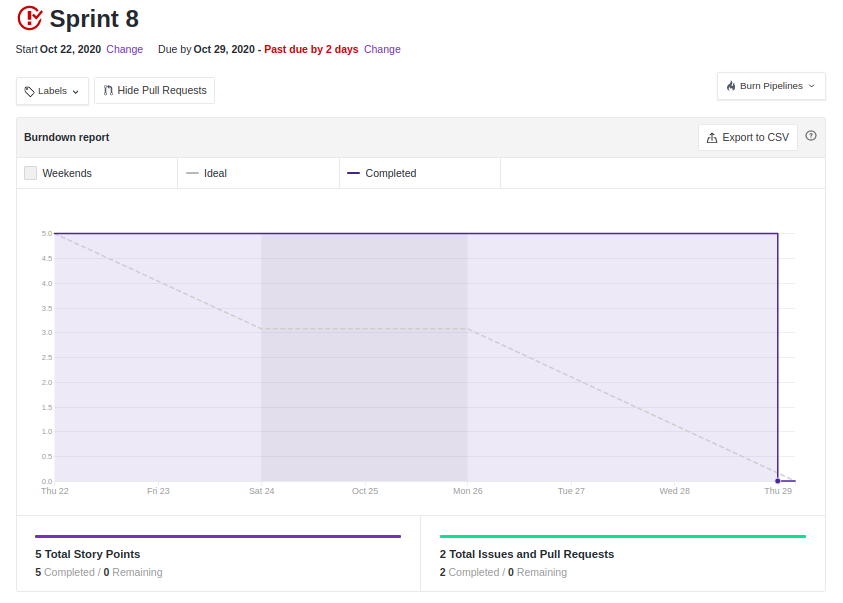 Sprint 8
Start Oct 22, 2020 Change Due by Oct 29, 2020 - Past due by 2 days Change
Labels Hide Pull Requests Burn Pipelines
Burndown report Export to CSV ?
Weekends Ideal Completed
5.0
4.5
4.0
3.5
3.0
2.5
2.0
1.5
1.0
0.5
0.0
Thu 22 Fri 23 Sat 24 Oct 25 Mon 26 Tue 27 Wed 28 Thu 29
5 Total Story Points
5 Completed / 0 Remaining
2 Total Issues and Pull Requests
2 Completed / 0 Remaining